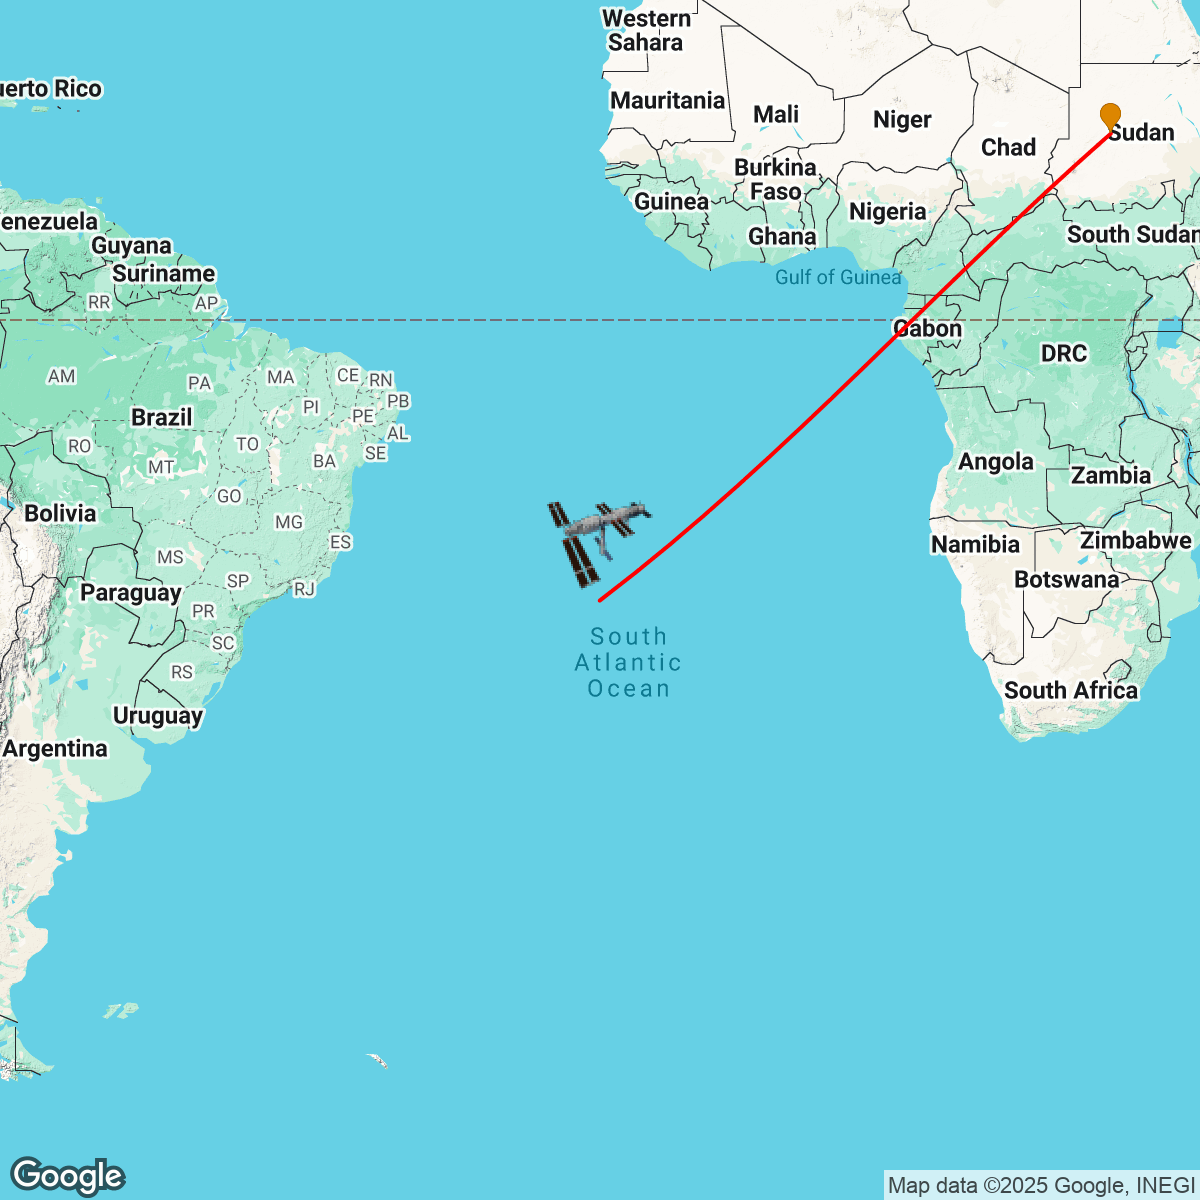 Western
Sahara
uerto Rico
Mauritania
Mali
Niger
Sudan
Chad
Burkina
Faso
Guinea
Nigeria
enezuela
Ghana
South Sudan
Guyana
Suriname
Gulf of Guinea
RR
AP
Gabon
DRC
AM
PA
MA
CE
RN
PB
PI
PE
Brazil
AL
RO
TO
SE
MT
BA
Angola
Zambia
GO
Bolivia
MG
ES
Namibia
Zimbabwe
MS
SP
RJ
Botswana
Paraguay
PR
SC
South
Atlantic
Ocean
RS
South Africa
Uruguay
Argentina
Google
Map data ©2025 Google, INEGI